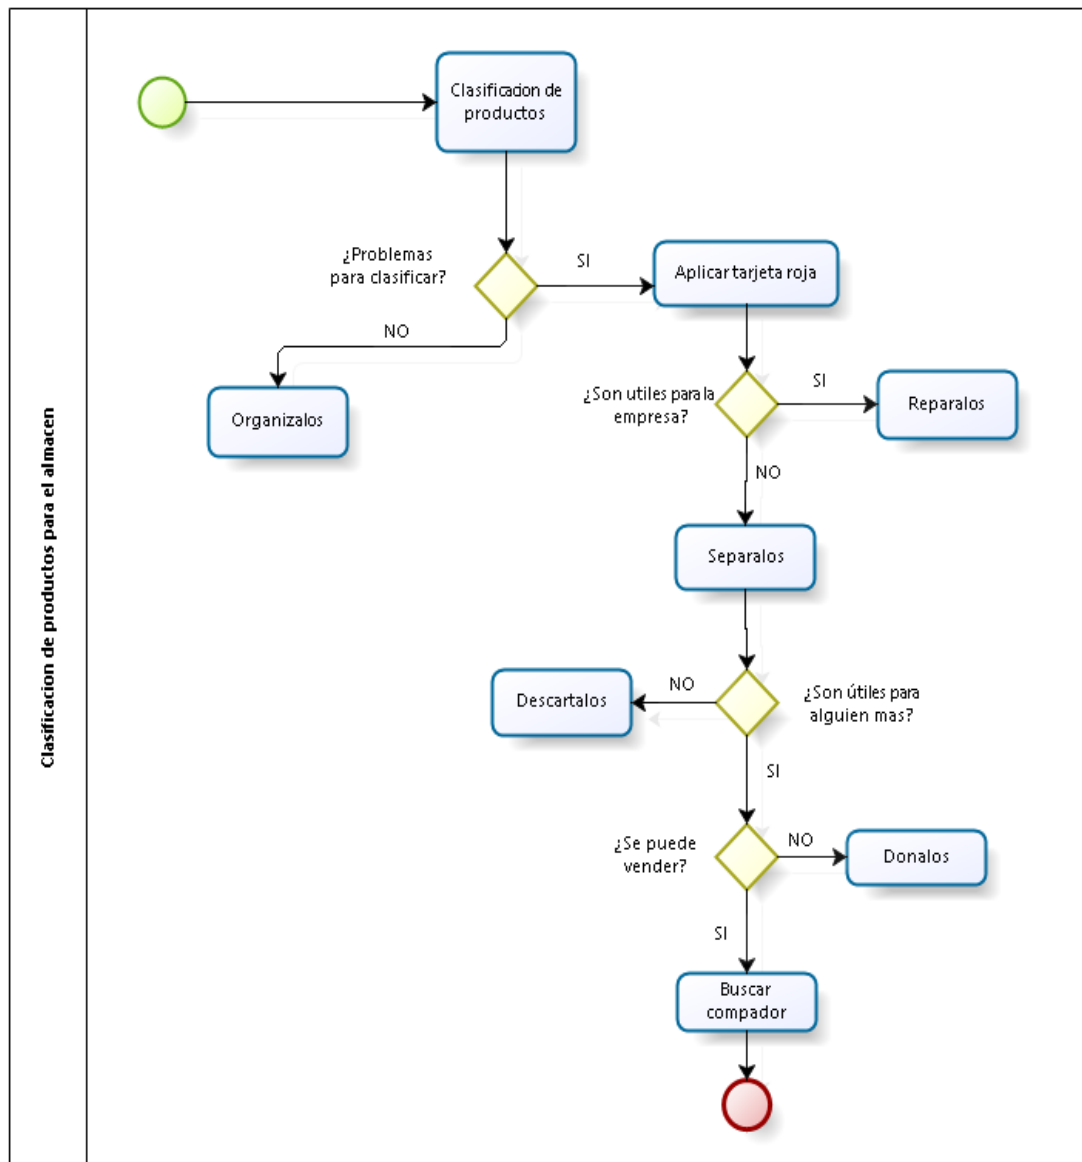 Clasificacion de productos para el almacen
Clasificacion de
productos
¿Problemas
para clasificar?
SI
Aplicar tarjeta roja
NO
Organizalos
¿Son utiles para la
empresa?
SI
Reparalos
NO
Separalos
Descartalos
NO
¿Son útiles para
alguien mas?
SI
¿Se puede
vender?
NO
Donalos
SI
Buscar
compador